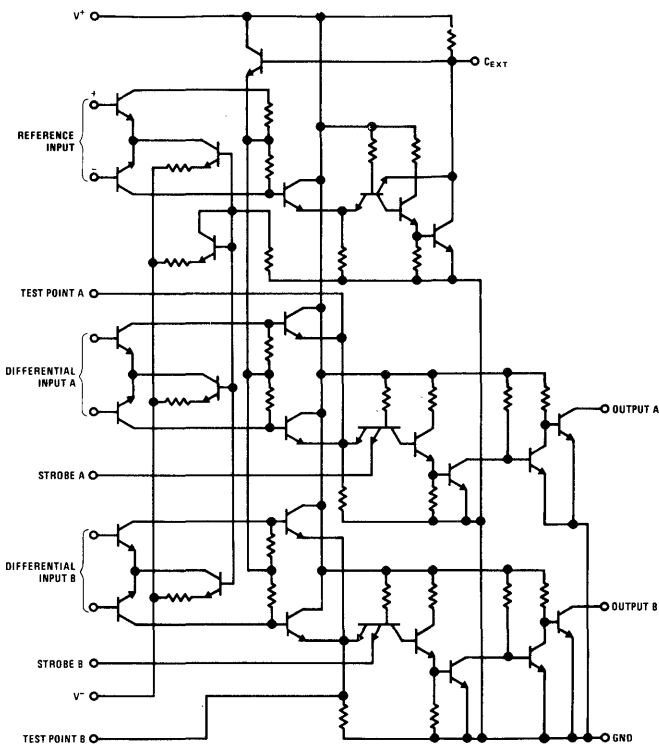 V+
CEXT
+
REFERENCE
INPUT
-
TEST POINT A
DIFFERENTIAL
INPUT A
OUTPUT A
STROBE A
DIFFERENTIAL
INPUT B
OUTPUT B
STROBE B
V-
TEST POINT B
GND